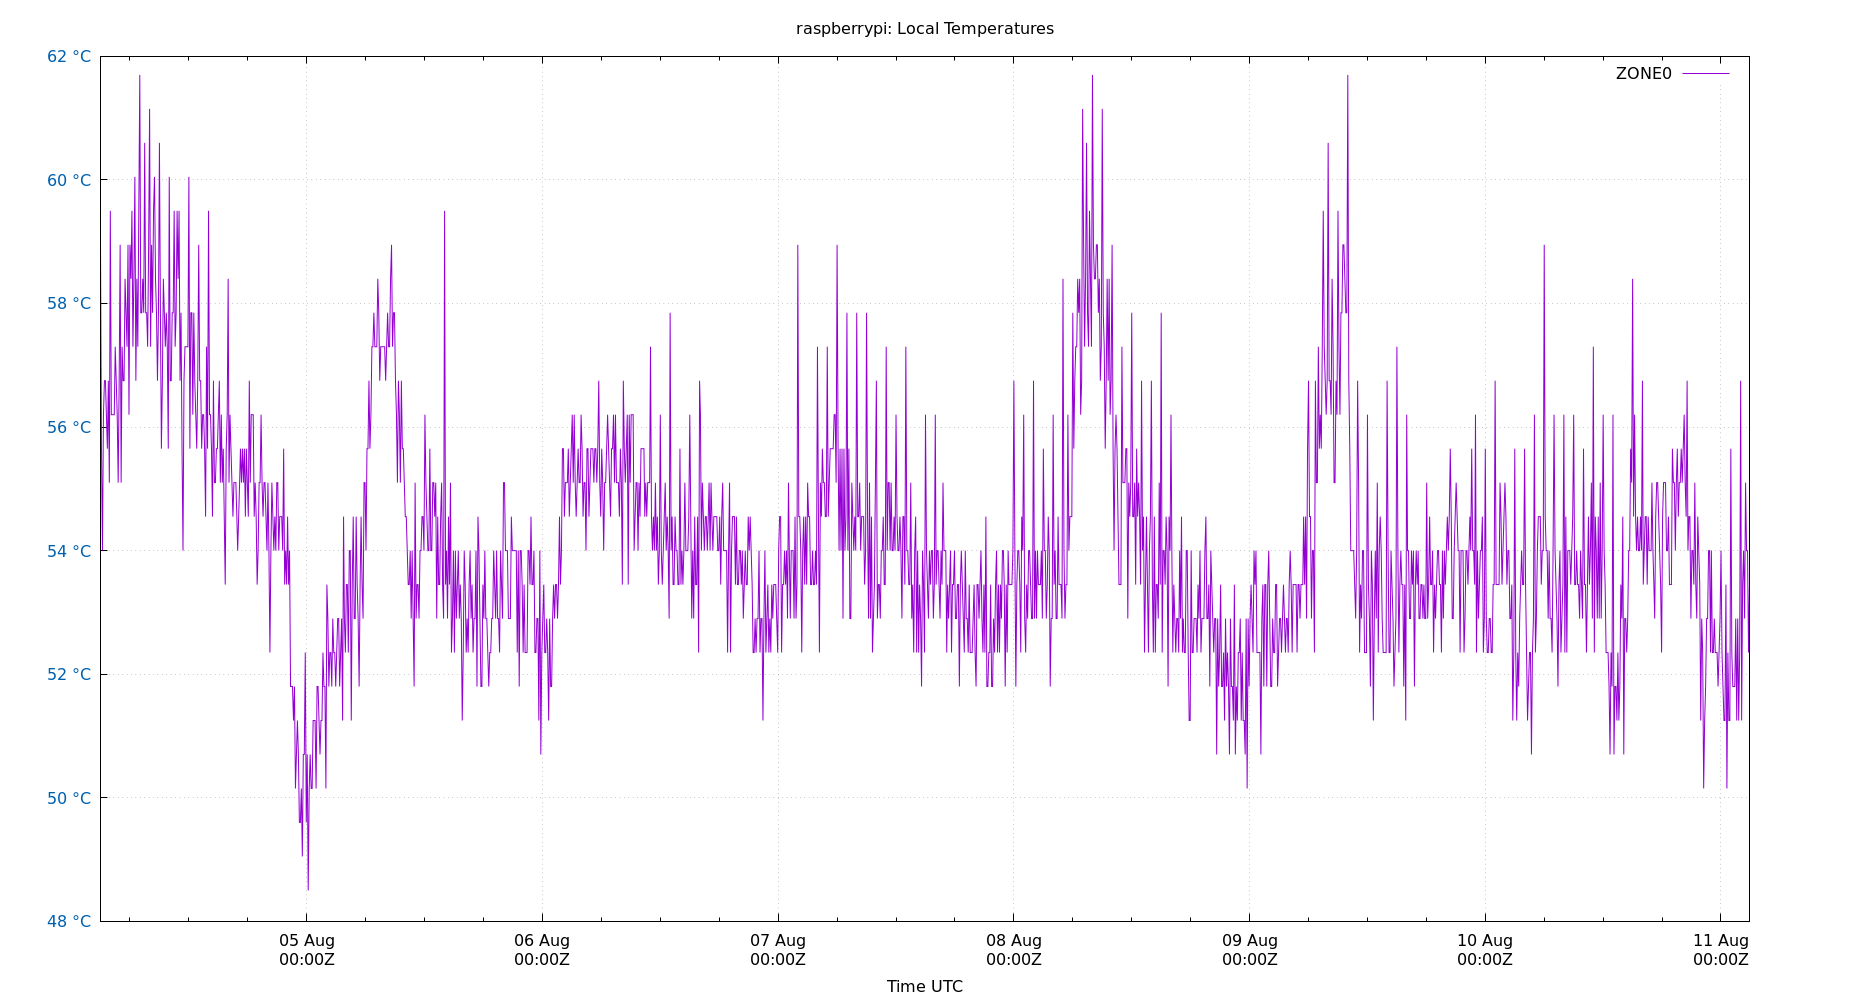 raspberrypi: Local Temperatures
ZONE0
62 °C
60 °C
58 °C
56 °C
54 °C
52 °C
50 °C
48 °C
05 Aug 06 Aug 07 Aug 08 Aug 09 Aug 10 Aug 11 Aug
00:00Z 00:00Z 00:00Z 00:00Z 00:00Z 00:00Z 00:00Z
Time UTC